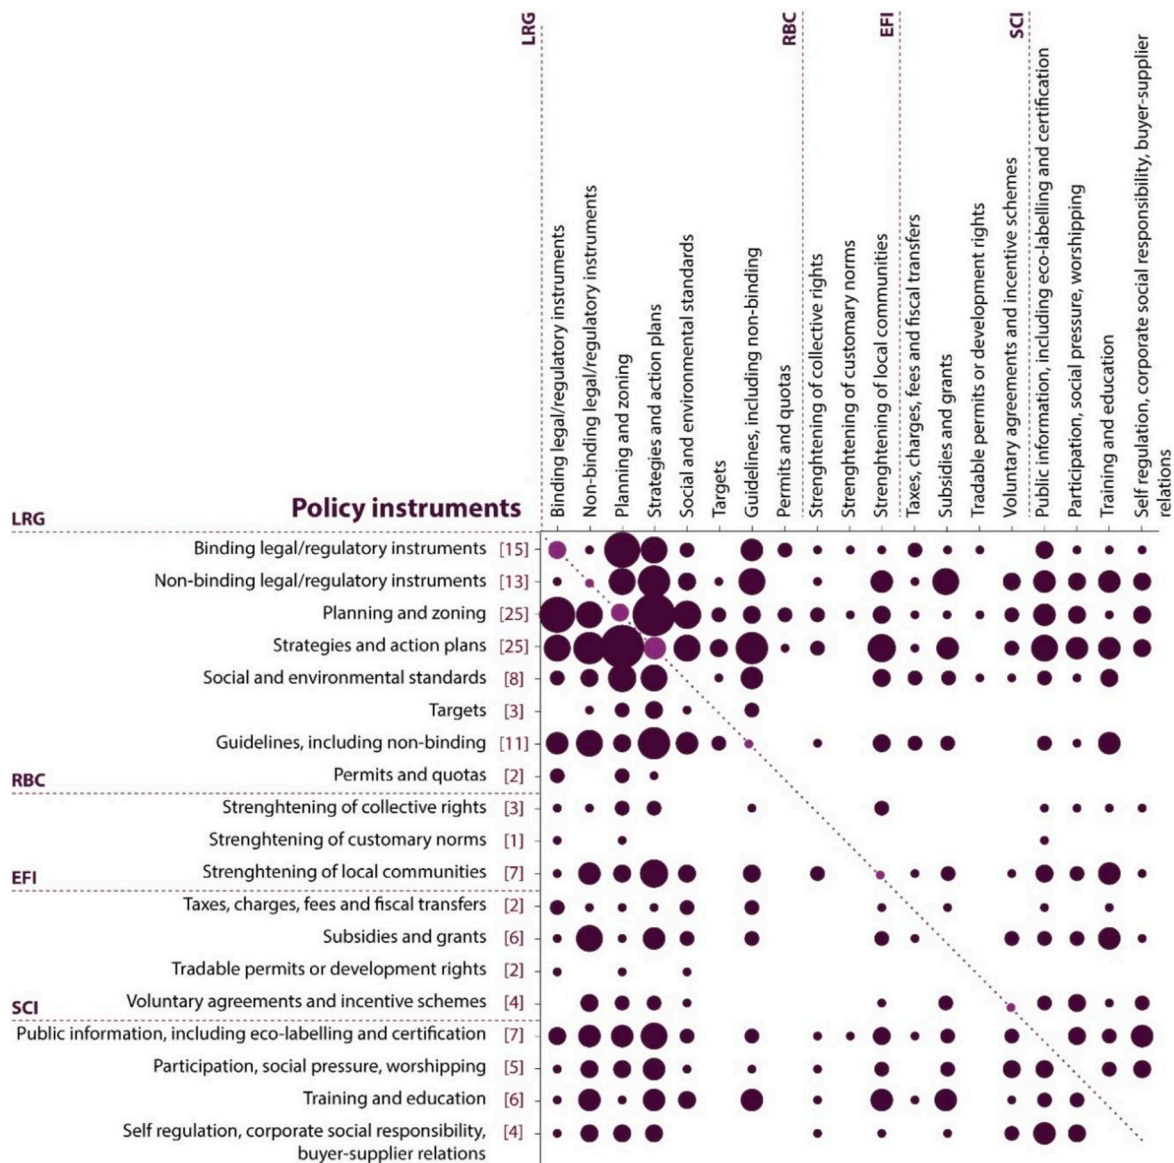 LRG
RBC
EFI
SCI
Binding legal/regulatory instruments
Non-binding legal/regulatory instruments
Planning and zoning
Strategies and action plans
Social and environmental standards
Targets
Guidelines, including non-binding
Permits and quotas
Strenghtening of collective rights
Strenghtening of customary norms
Strenghtening of local communities
Taxes, charges, fees and fiscal transfers
Subsidies and grants
Tradable permits or development rights
Voluntary agreements and incentive schemes
Public information, including eco-labelling and certification
Participation, social pressure, worshipping
Training and education
Self regulation, corporate social responsibility, buyer-supplier
relations
Policy instruments
LRG
Binding legal/regulatory instruments [15]
Non-binding legal/regulatory instruments [13]
Planning and zoning [25]
Strategies and action plans [25]
Social and environmental standards [8]
Targets [3]
Guidelines, including non-binding [11]
Permits and quotas [2]
RBC
Strenghtening of collective rights [3]
Strenghtening of customary norms [1]
Strenghtening of local communities [7]
EFI
Taxes, charges, fees and fiscal transfers [2]
Subsidies and grants [6]
Tradable permits or development rights [2]
Voluntary agreements and incentive schemes [4]
SCI
Public information, including eco-labelling and certification [7]
Participation, social pressure, worshipping [5]
Training and education [6]
Self regulation, corporate social responsibility, [4]
buyer-supplier relations